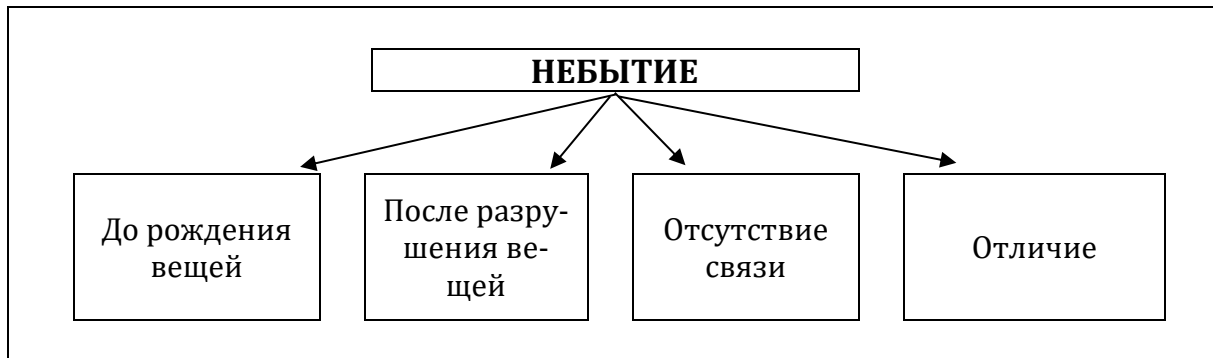 НЕБЫТИЕ
До рождения
вещей
После разру-
шения ве-
щей
Отсутствие
связи
Отличие